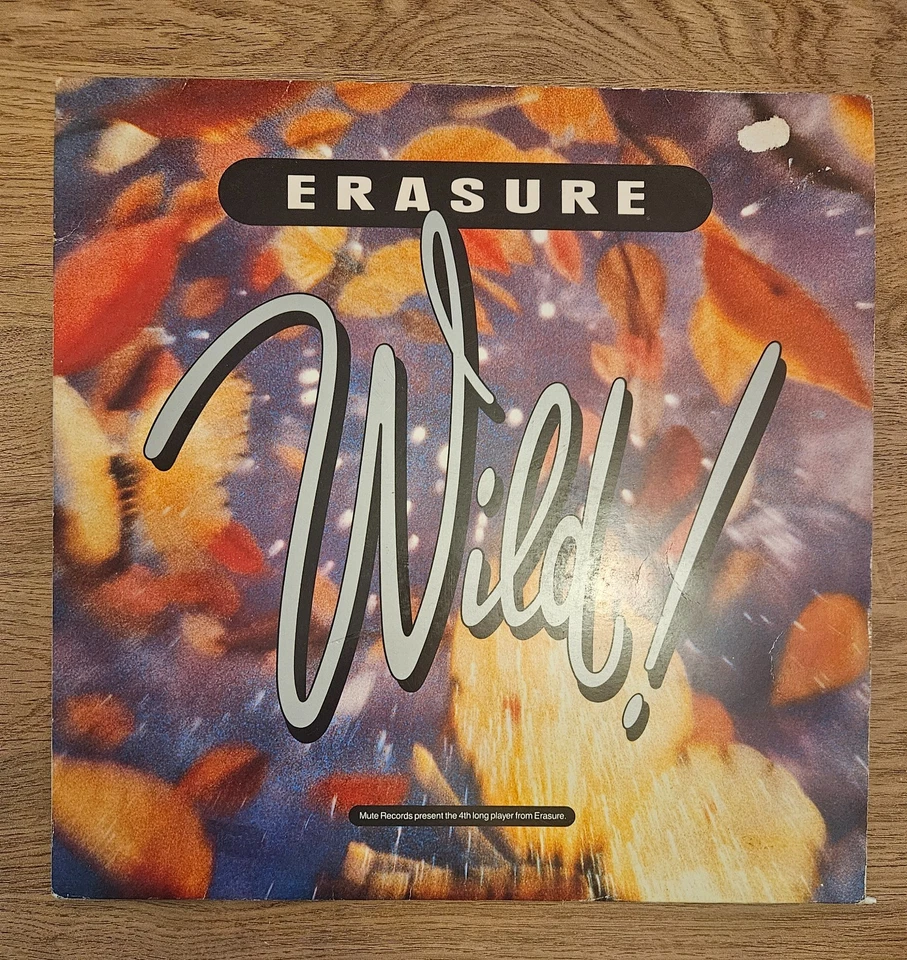 ERASURE
Wild!
Mute Records present the 4th long player from Erasure.